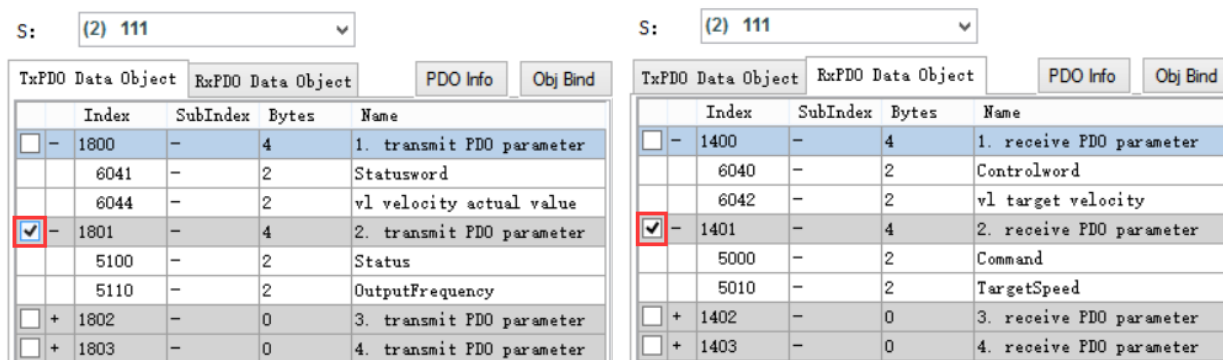 S: (2) 111
TxPDO Data Object RxPDO Data Object PDO Info Obj Bind
Index SubIndex Bytes Name
- 1800 - 4 1. transmit PDO parameter
6041 - 2 Statusword
6044 - 2 vl velocity actual value
- 1801 - 4 2. transmit PDO parameter
5100 - 2 Status
5110 - 2 OutputFrequency
+ 1802 - 0 3. transmit PDO parameter
+ 1803 - 0 4. transmit PDO parameter
S: (2) 111
TxPDO Data Object RxPDO Data Object PDO Info Obj Bind
Index SubIndex Bytes Name
- 1400 - 4 1. receive PDO parameter
6040 - 2 Controlword
6042 - 2 vl target velocity
- 1401 - 4 2. receive PDO parameter
5000 - 2 Command
5010 - 2 TargetSpeed
+ 1402 - 0 3. receive PDO parameter
+ 1403 - 0 4. receive PDO parameter